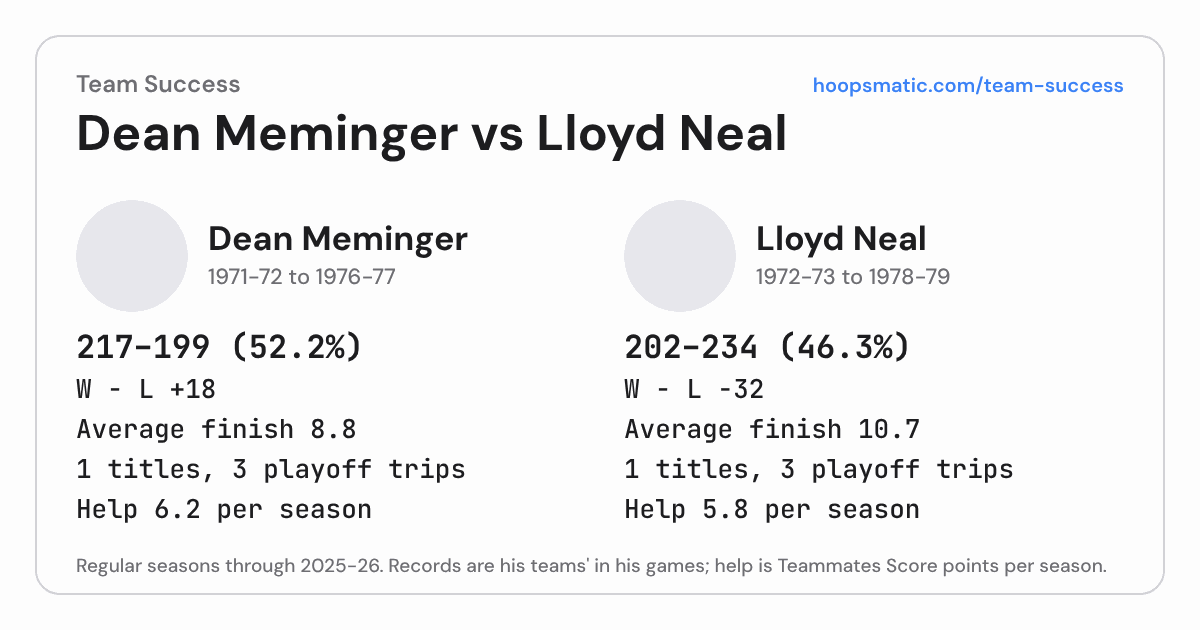 Team Success
hoopsmatic.com/team-success
Dean Meminger vs Lloyd Neal
Dean Meminger
1971-72 to 1976-77
217-199 (52.2%)
W - L +18
Average finish 8.8
1 titles, 3 playoff trips
Help 6.2 per season
Lloyd Neal
1972-73 to 1978-79
202-234 (46.3%)
W - L -32
Average finish 10.7
1 titles, 3 playoff trips
Help 5.8 per season
Regular seasons through 2025-26. Records are his teams' in his games; help is Teammates Score points per season.